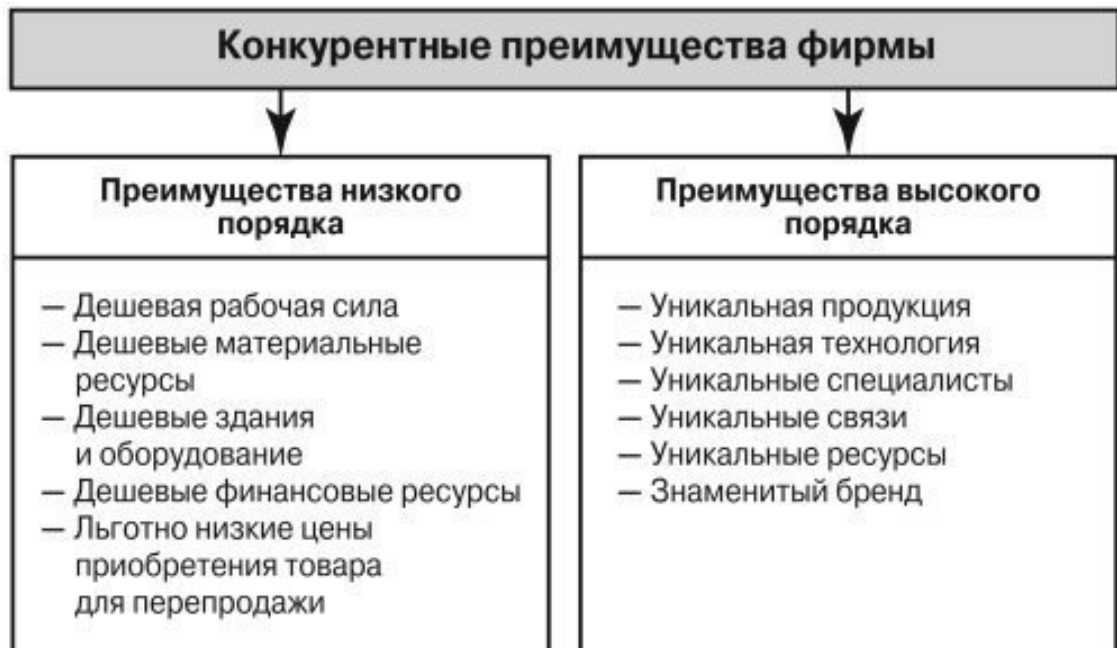 Конкурентные преимущества фирмы
Преимущества низкого
порядка
— Дешевая рабочая сила
— Дешевые материальные
ресурсы
— Дешевые здания
и оборудование
— Дешевые финансовые ресурсы
— Льготно низкие цены
приобретения товара
для перепродажи
Преимущества высокого
порядка
— Уникальная продукция
— Уникальная технология
— Уникальные специалисты
— Уникальные связи
— Уникальные ресурсы
— Знаменитый бренд